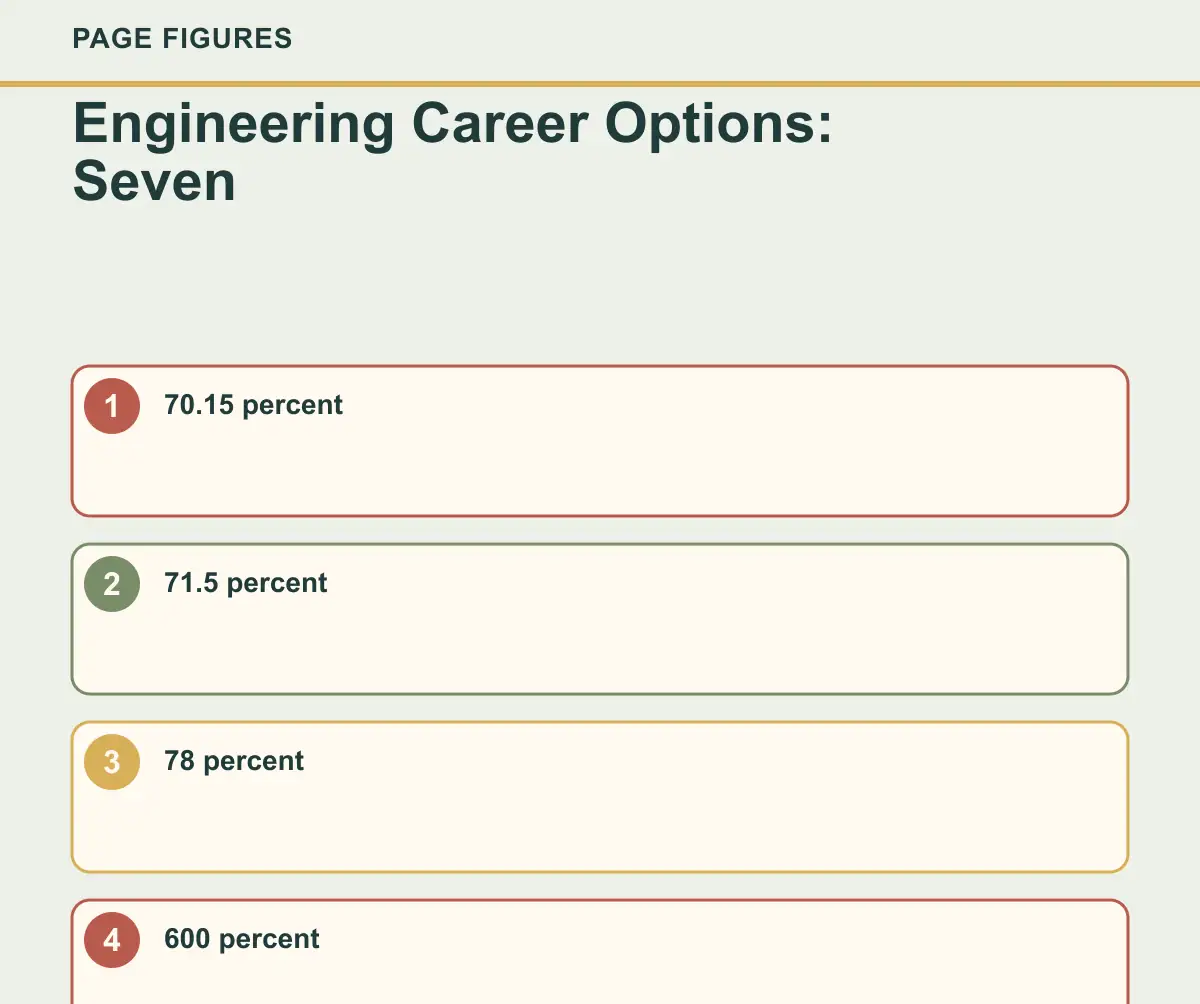 PAGE FIGURES
Engineering Career Options:
Seven
1 70.15 percent
2 71.5 percent
3 78 percent
4 600 percent